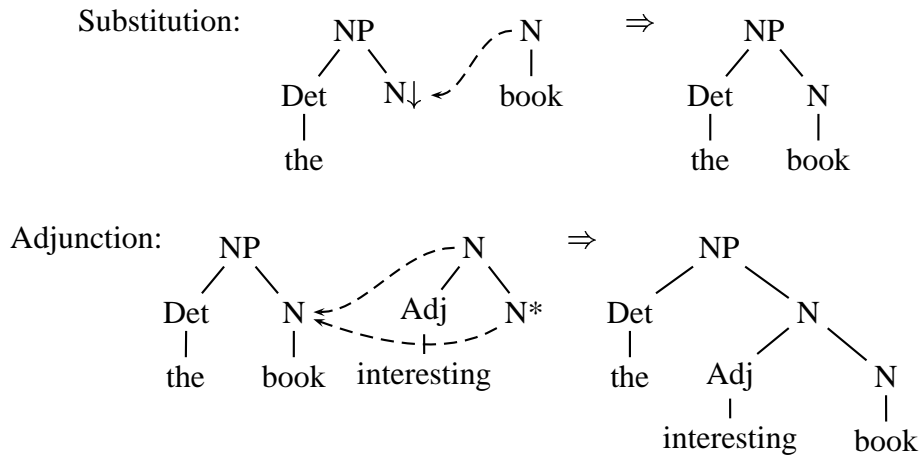 Substitution: NP N ⇒ NP
Det N↓ book Det N
the the book
Adjunction: NP N ⇒ NP
Det N Adj N* Det N
the book interesting the Adj N
interesting book